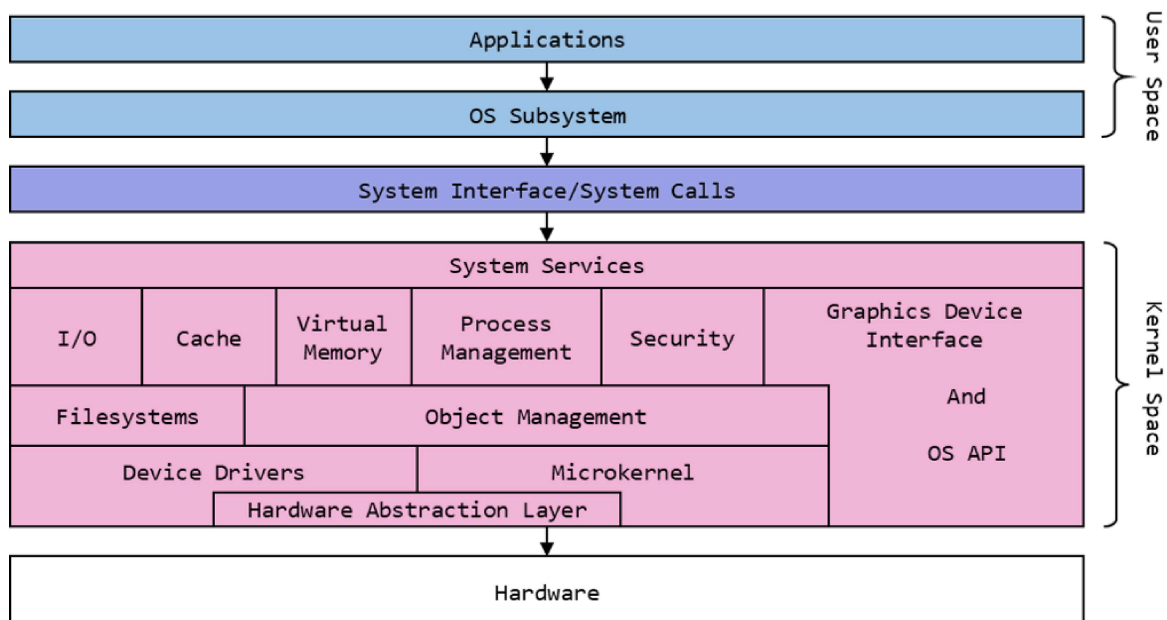 Applications
User Space
OS Subsystem
System Interface/System Calls
System Services
I/O
Cache
Virtual
Memory
Process
Management
Security
Graphics Device
Interface
And
OS API
Kernel Space
Filesystems
Object Management
Device Drivers
Microkernel
Hardware Abstraction Layer
Hardware